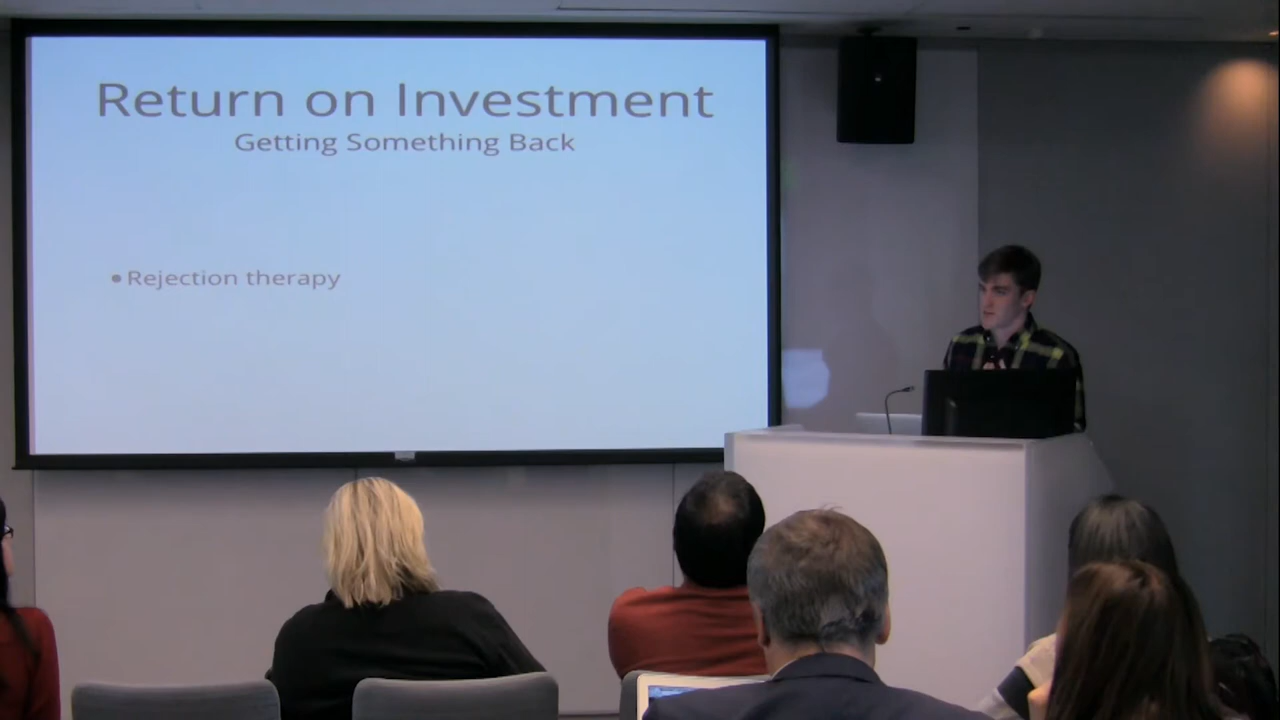 Return on Investment
Getting Something Back
• Rejection therapy